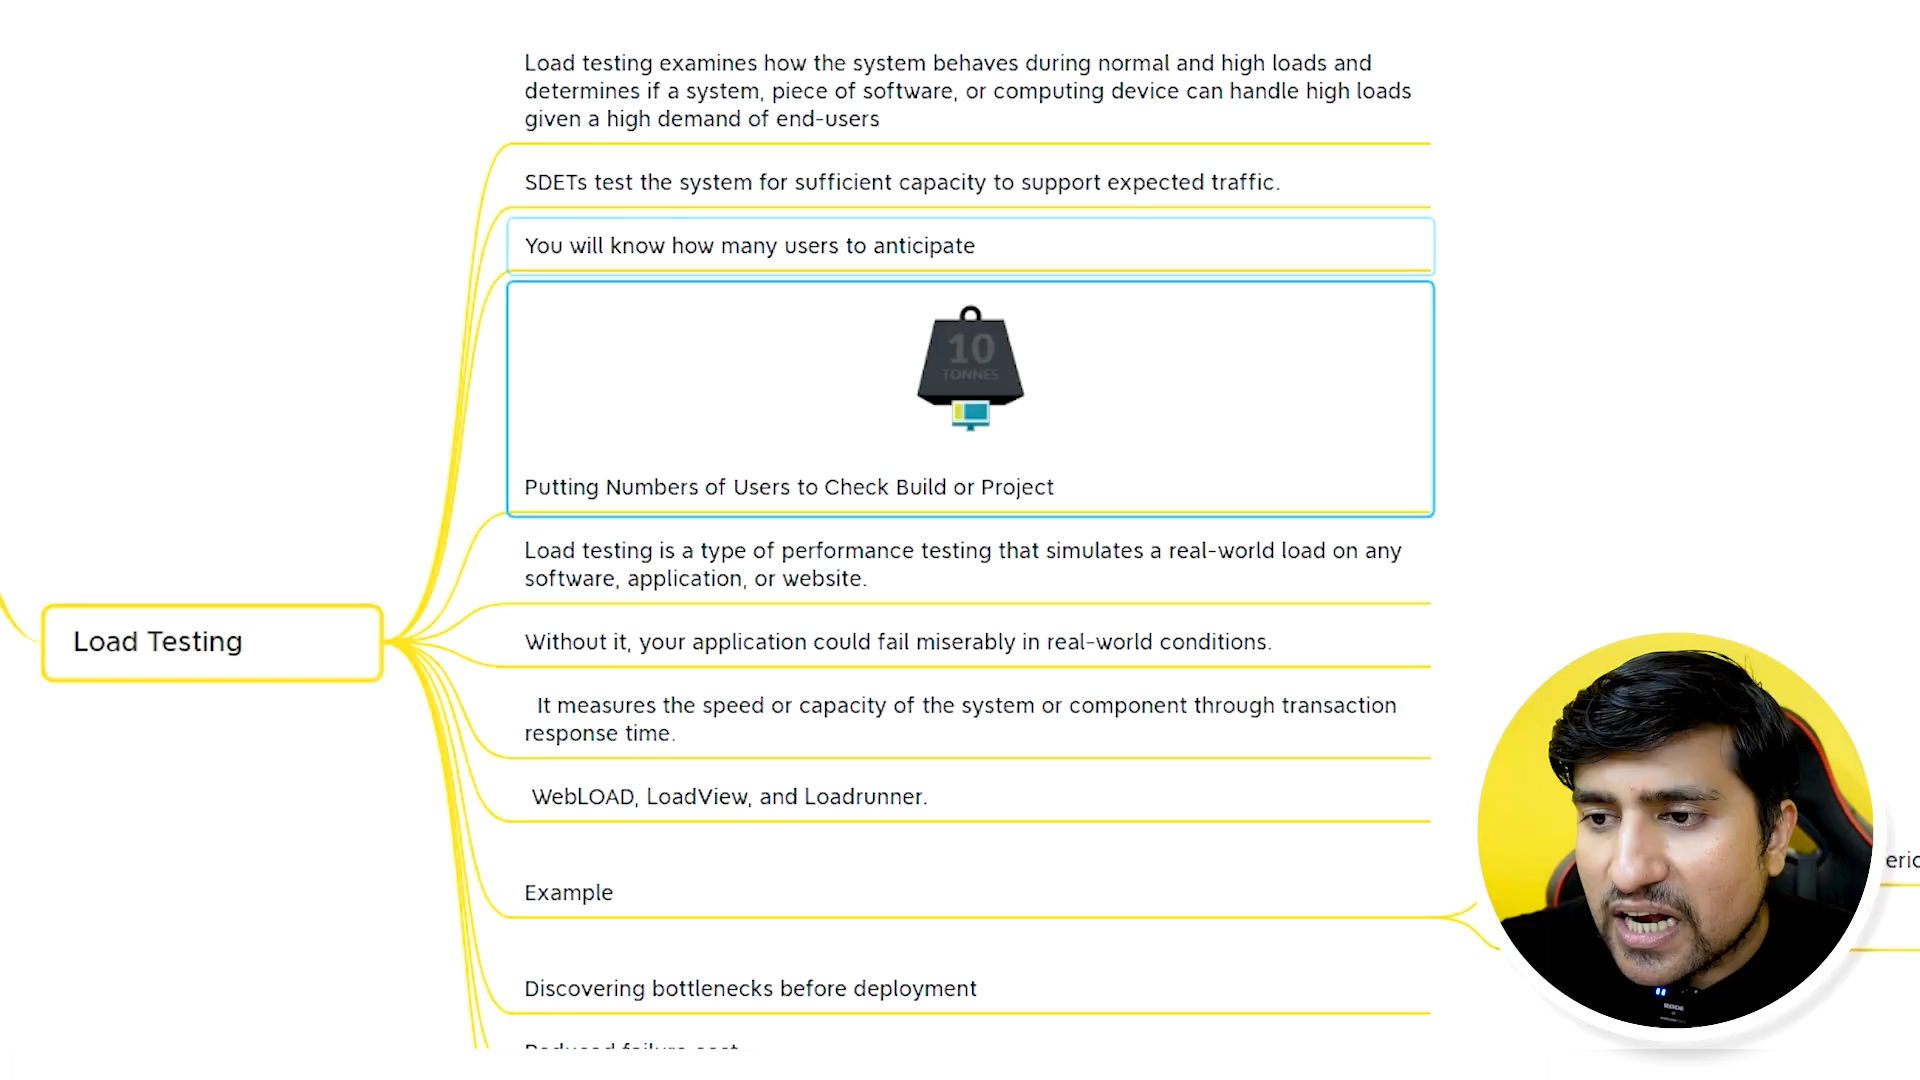 Load testing examines how the system behaves during normal and high loads and
determines if a system, piece of software, or computing device can handle high loads
given a high demand of end-users
SDETs test the system for sufficient capacity to support expected traffic.
You will know how many users to anticipate
10
TONNES
Putting Numbers of Users to Check Build or Project
Load testing is a type of performance testing that simulates a real-world load on any
software, application, or website.
Load Testing
Without it, your application could fail miserably in real-world conditions.
It measures the speed or capacity of the system or component through transaction
response time.
WebLOAD, LoadView, and Loadrunner.
Example
Discovering bottlenecks before deployment
RODE